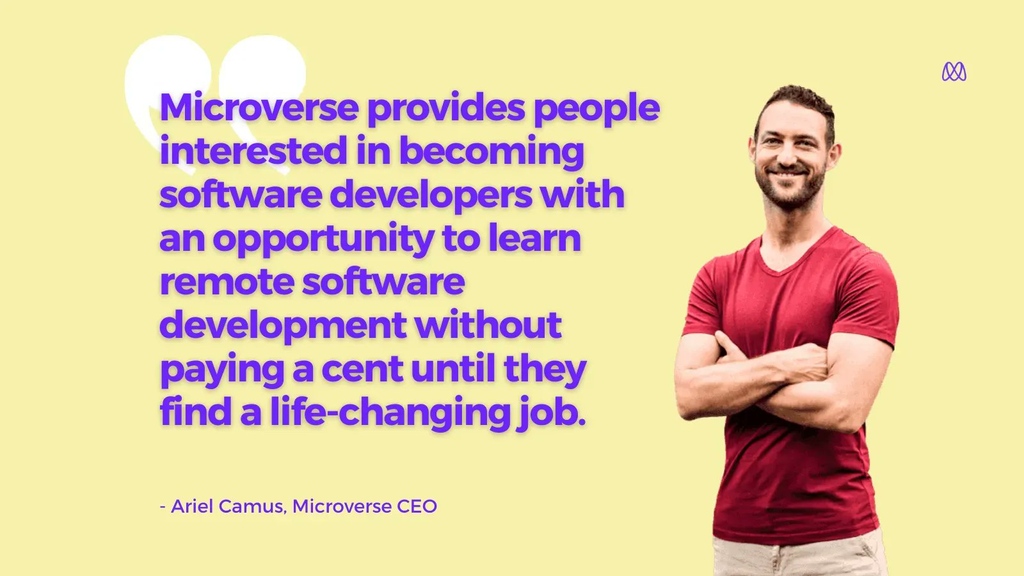 Microverse provides people
interested in becoming
software developers with
an opportunity to learn
remote software
development without
paying a cent until they
find a life-changing job.
- Ariel Camus, Microverse CEO